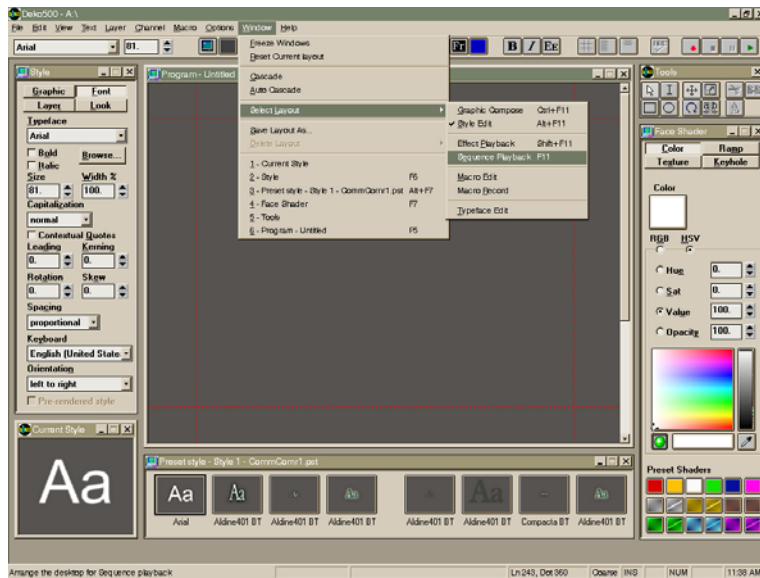 Deko500 - A:\
File Edit View Text Layer Channel Macro Options Window Help
Arial 81. Fr B I EE
Freeze Windows
Reset Current layout
Cascade
Auto Cascade
Select Layout
Save Layout As...
Delete Layout
1 - Current Style
2 - Style F6
3 - Preset style - Style 1 - CommCornr1.pst Alt+F7
4 - Face Shader F7
5 - Tools
6 - Program - Untitled F5
Graphic Compose Ctrl+F11
Style Edit Alt+F11
Effect Playback Shift+F11
Sequence Playback F11
Macro Edit
Macro Record
Typeface Edit
Style
Graphic Font
Layer Look
Typeface
Arial
Bold Browse...
Italic
Size Width %
81. 100.
Capitalization
normal
Contextual Quotes
Leading Kerning
0. 0.
Rotation Skew
0. 0.
Spacing
proportional
Keyboard
English (United State
Orientation
left to right
Pre-rendered style
Current Style
Aa
Program - Untitled
Preset style - Style 1 - CommCornr1.pst
Aa Aa Aa Aa Aa
Arial Aldine401 BT Aldine401 BT Aldine401 BT Aldine401 BT Aldine401 BT Compacta BT Aldine401 BT
Tools
Face Shader
Color Ramp
Texture Keyhole
Color
RGB HSV
Hue 0.
Sat 0.
Value 100.
Opacity 100.
Preset Shaders
Arrange the desktop for Sequence playback Ln 243, Dot 360 Coarse INS NUM 11:38 AM